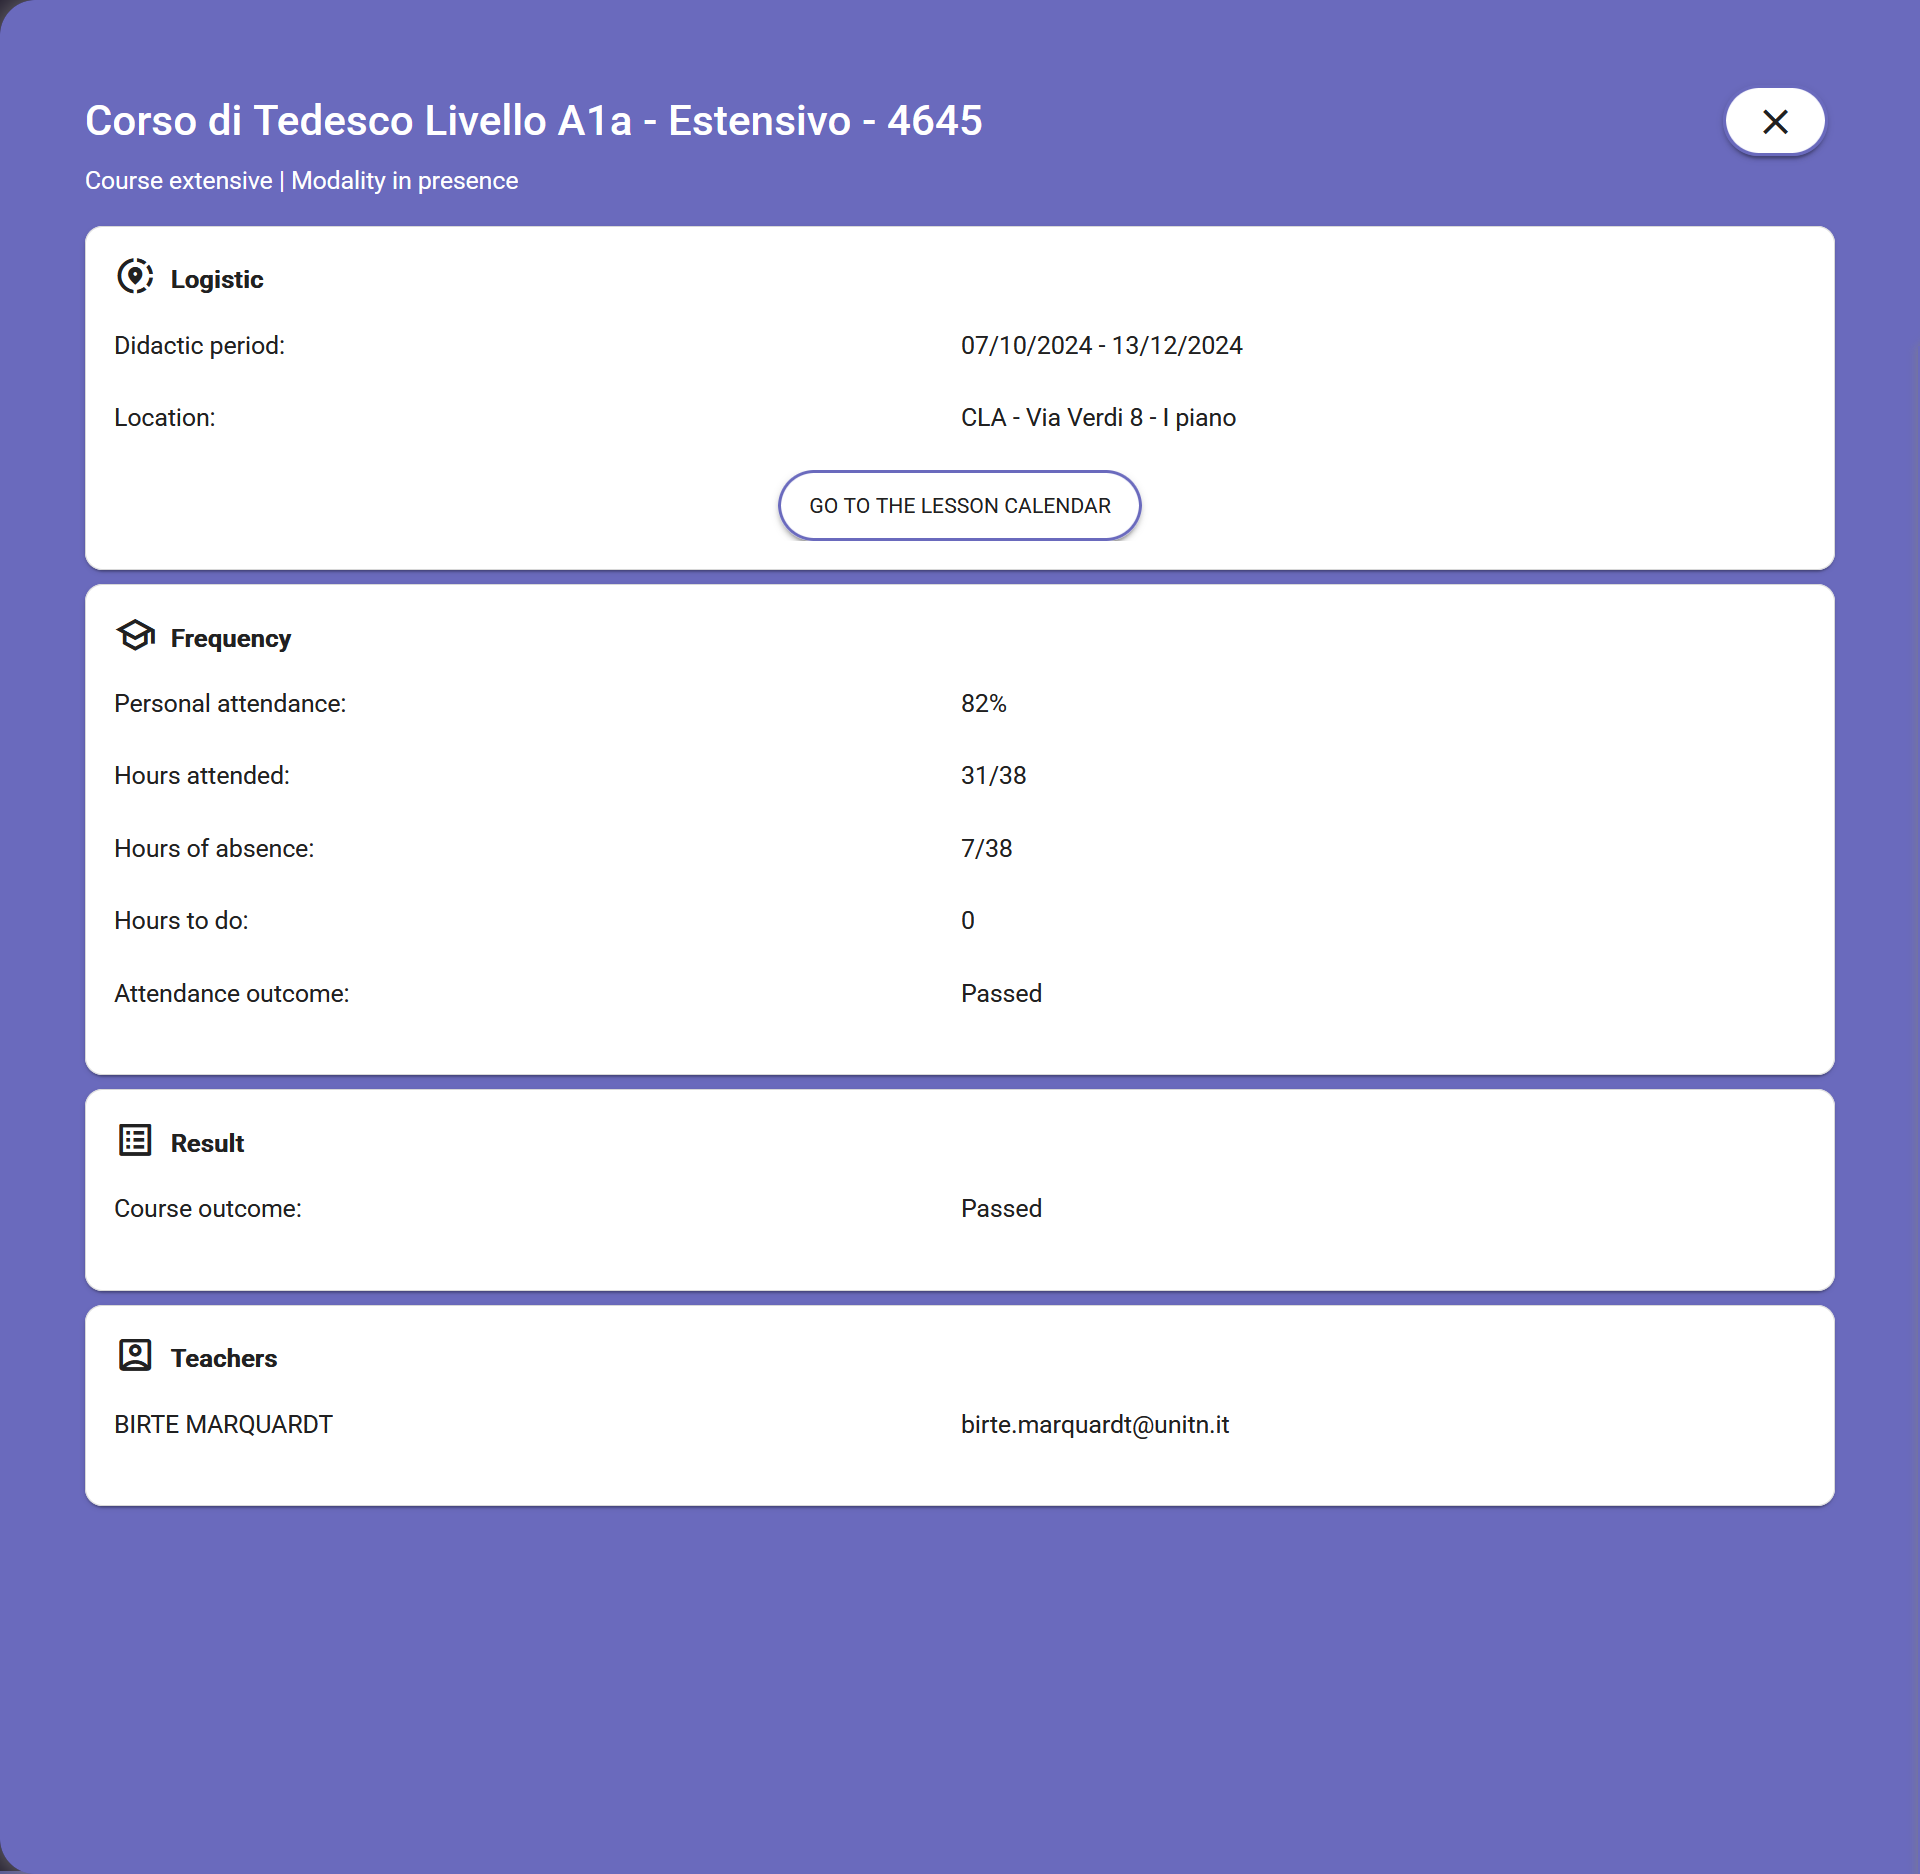 Corso di Tedesco Livello A1a - Estensivo - 4645
Course extensive | Modality in presence
Logistic
Didactic period: 07/10/2024 - 13/12/2024
Location: CLA - Via Verdi 8 - I piano
GO TO THE LESSON CALENDAR
Frequency
Personal attendance: 82%
Hours attended: 31/38
Hours of absence: 7/38
Hours to do: 0
Attendance outcome: Passed
Result
Course outcome: Passed
Teachers
BIRTE MARQUARDT birte.marquardt@unitn.it